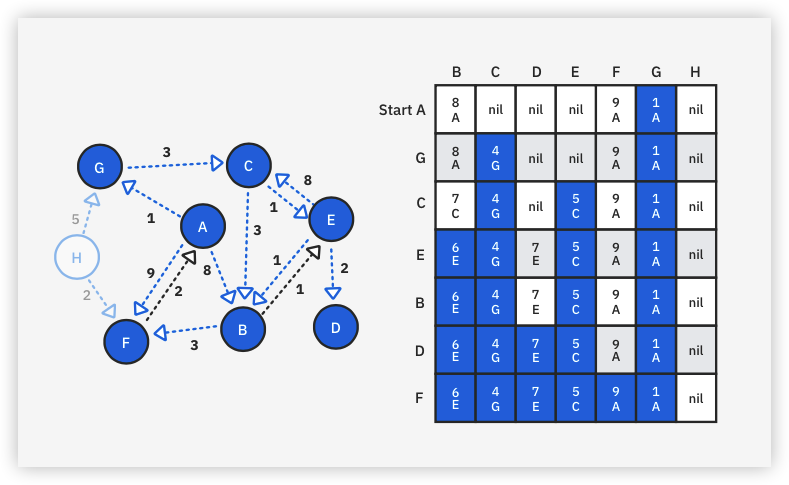 G
C
A
E
H
F
B
D
3
8
1
1
3
5
9
8
2
1
1
2
2
3
B C D E F G H
Start A
8 nil nil nil 9 1 nil
A A A
G
8 4 nil nil 9 1 nil
A G A A
C
7 4 nil 5 9 1 nil
C G C A A
E
6 4 7 5 9 1 nil
E G E C A A
B
6 4 7 5 9 1 nil
E G E C A A
D
6 4 7 5 9 1 nil
E G E C A A
F
6 4 7 5 9 1 nil
E G E C A A